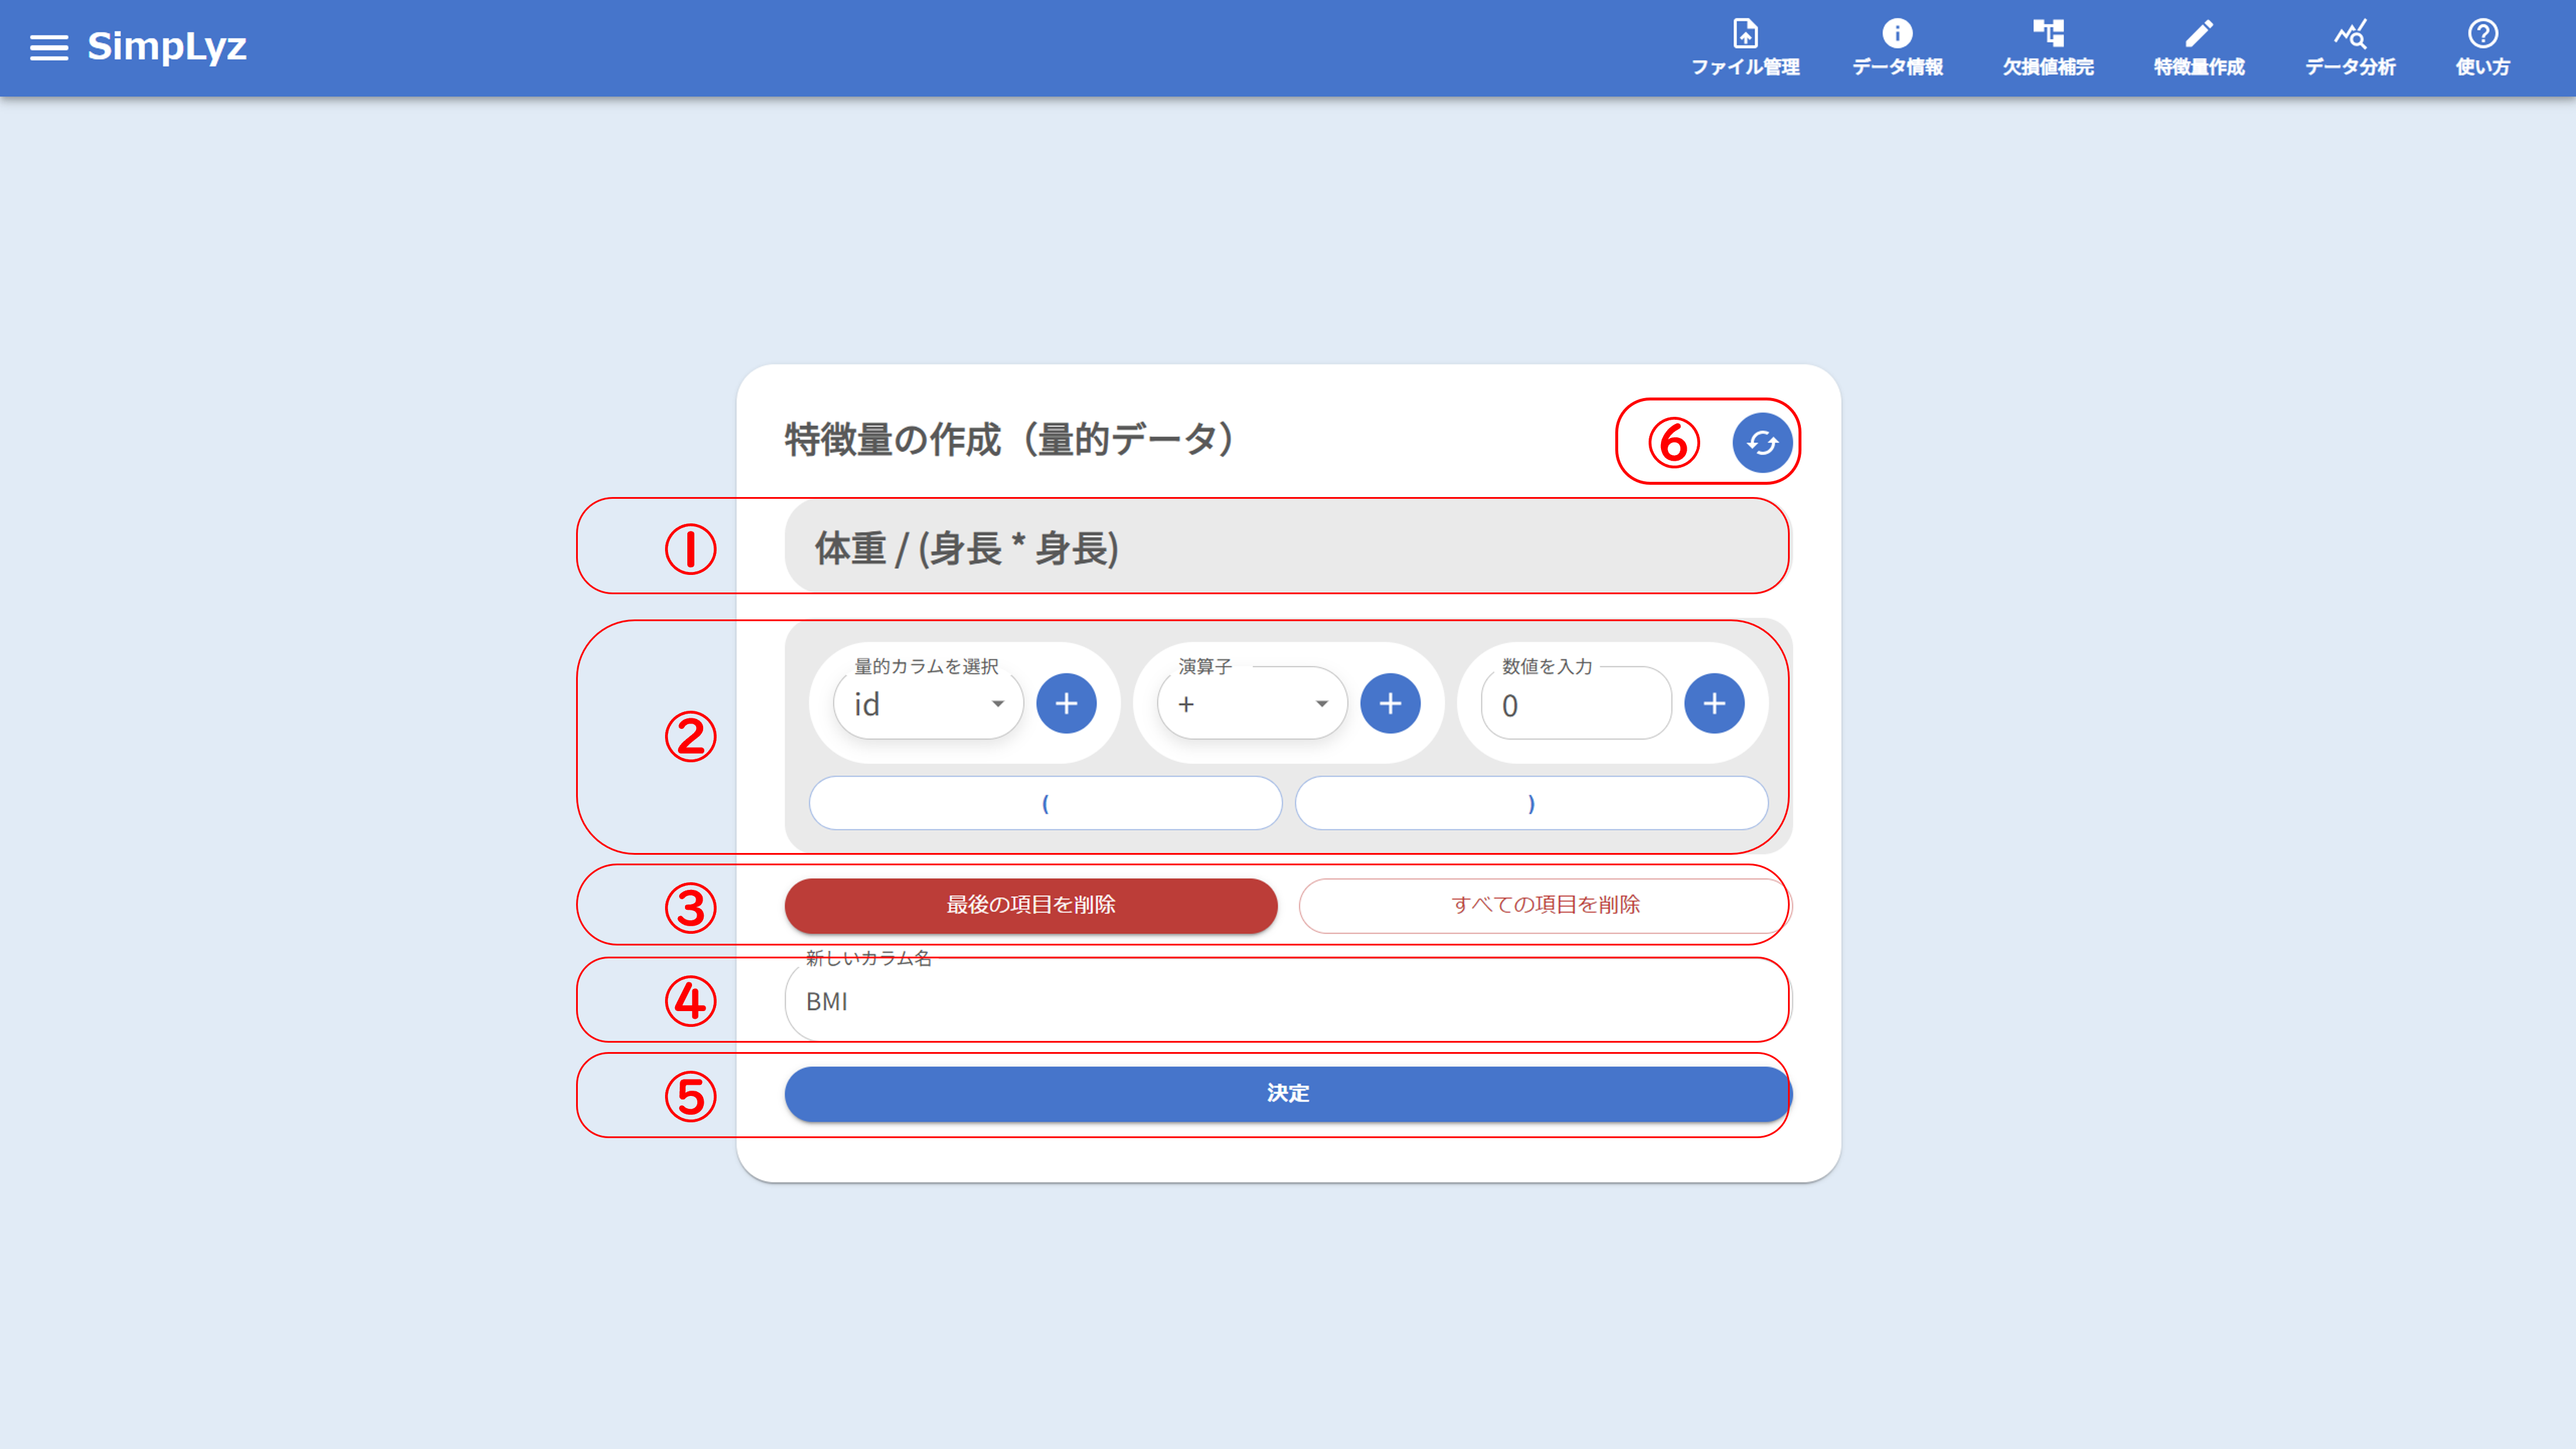 SimpLyz
ファイル管理
データ情報
欠損値補完
特徴量作成
データ分析
使い方
特徴量の作成（量的データ）
⑥
①
体重 / (身長 * 身長)
②
量的カラムを選択
id
演算子
+
数値を入力
0
(
)
③
最後の項目を削除
すべての項目を削除
④
新しいカラム名
BMI
⑤
決定